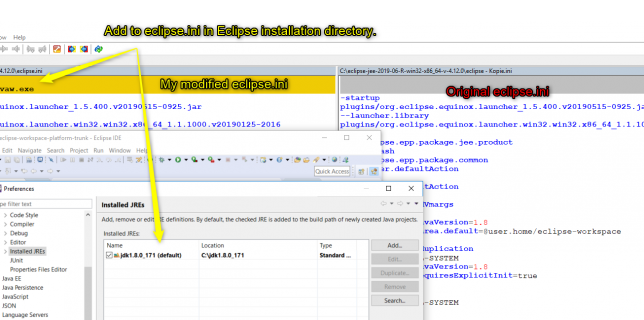 Add to eclipse.ini in Eclipse installation directory.
Help
4.12.0\eclipse.ini
C:\eclipse-jee-2019-06-R-win32-x86_64-v-4.12.0\eclipse - Kopie.ini
vaw.exe
My modified eclipse.ini
Original eclipse.ini
-startup
uinox.launcher_1.5.400.v20190515-0925.jar
plugins/org.eclipse.equinox.launcher_1.5.400.v20190515-0925.ja
--launcher.library
uinox.launcher.win32.win32.x86_64_1.1.1000.v20190125-2016
plugins/org.eclipse.equinox.launcher.win32.win32.x86_64_1.1.10
eclipse-workspace-platform-trunk - Eclipse IDE
pse.epp.package.jee.product
Edit Navigate Search Project Run Window Help
ash
pse.epp.package.common
ar.defaultAction
Quick Access
ultAction
Preferences
VMargs
pe filter text
Installed JREs
Code Style
Compiler
Add, remove or edit JRE definitions. By default, the checked JRE is added to the build path of newly created Java projects.
vaVersion=1.8
area.default=@user.home/eclipse-workspace
Debug
Installed JREs:
Editor
Name Location Type
Add...
uplication
Installed JREs
jdk1.8.0_171 (default) C:\jdk1.8.0_171 Standard ...
Edit...
-SYSTEM
JUnit
vaVersion=1.8
Properties Files Editor
Duplicate...
quiresExplicitInit=true
Java EE
Remove
Java Persistence
JavaScript
Search...
-SYSTEM
JSON
Language Servers